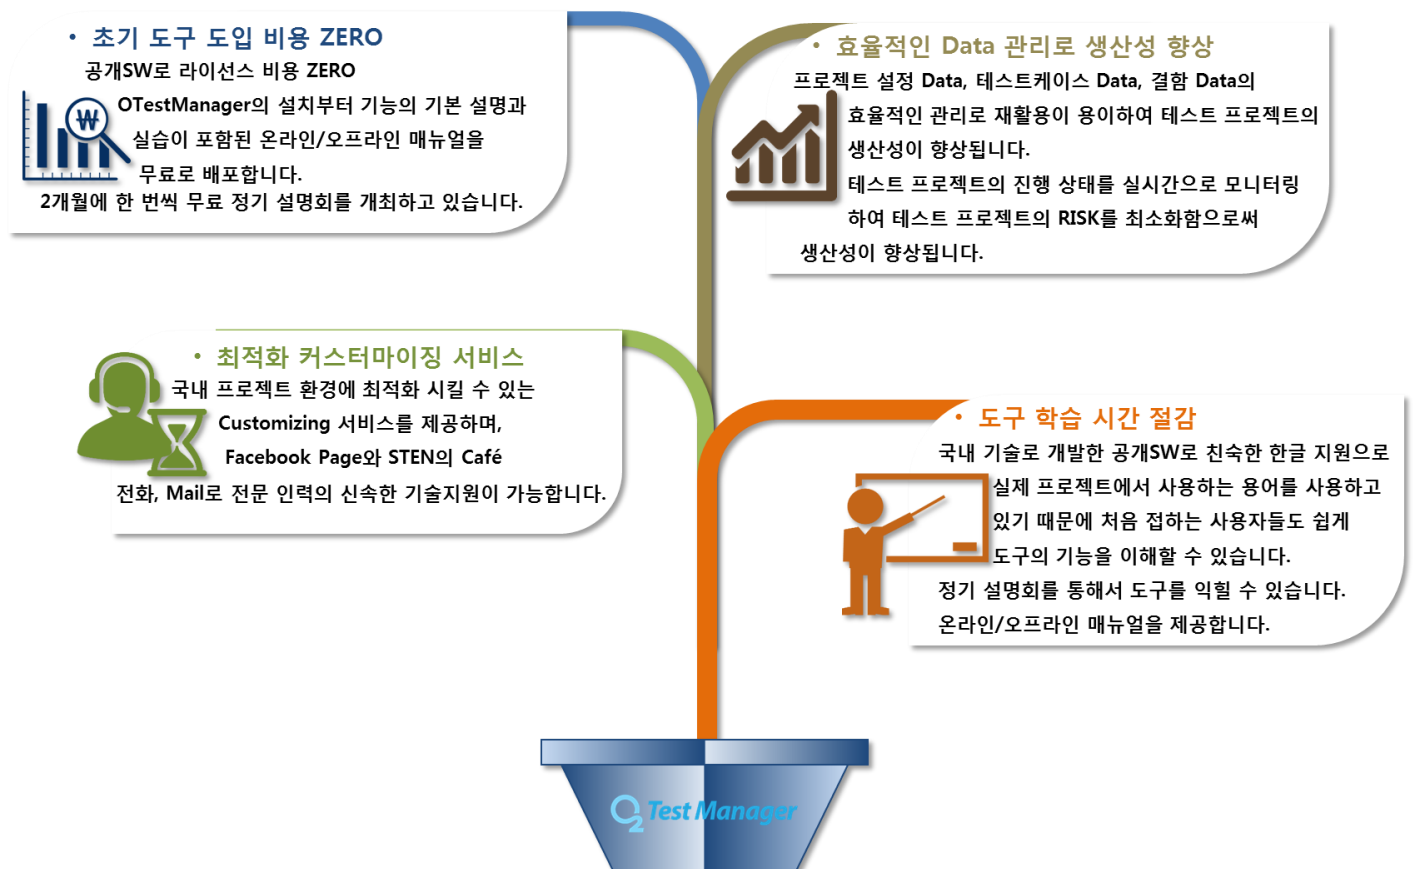 • 초기 도구 도입 비용 ZERO
공개SW로 라이선스 비용 ZERO
OTestManager의 설치부터 기능의 기본 설명과
실습이 포함된 온라인/오프라인 매뉴얼을
무료로 배포합니다.
2개월에 한 번씩 무료 정기 설명회를 개최하고 있습니다.
• 효율적인 Data 관리로 생산성 향상
프로젝트 설정 Data, 테스트케이스 Data, 결함 Data의
효율적인 관리로 재활용이 용이하여 테스트 프로젝트의
생산성이 향상됩니다.
테스트 프로젝트의 진행 상태를 실시간으로 모니터링
하여 테스트 프로젝트의 RISK를 최소화함으로써
생산성이 향상됩니다.
• 최적화 커스터마이징 서비스
국내 프로젝트 환경에 최적화 시킬 수 있는
Customizing 서비스를 제공하며,
Facebook Page와 STEN의 Café
전화, Mail로 전문 인력의 신속한 기술지원이 가능합니다.
• 도구 학습 시간 절감
국내 기술로 개발한 공개SW로 친숙한 한글 지원으로
실제 프로젝트에서 사용하는 용어를 사용하고
있기 때문에 처음 접하는 사용자들도 쉽게
도구의 기능을 이해할 수 있습니다.
정기 설명회를 통해서 도구를 익힐 수 있습니다.
온라인/오프라인 매뉴얼을 제공합니다.
O2 Test Manager